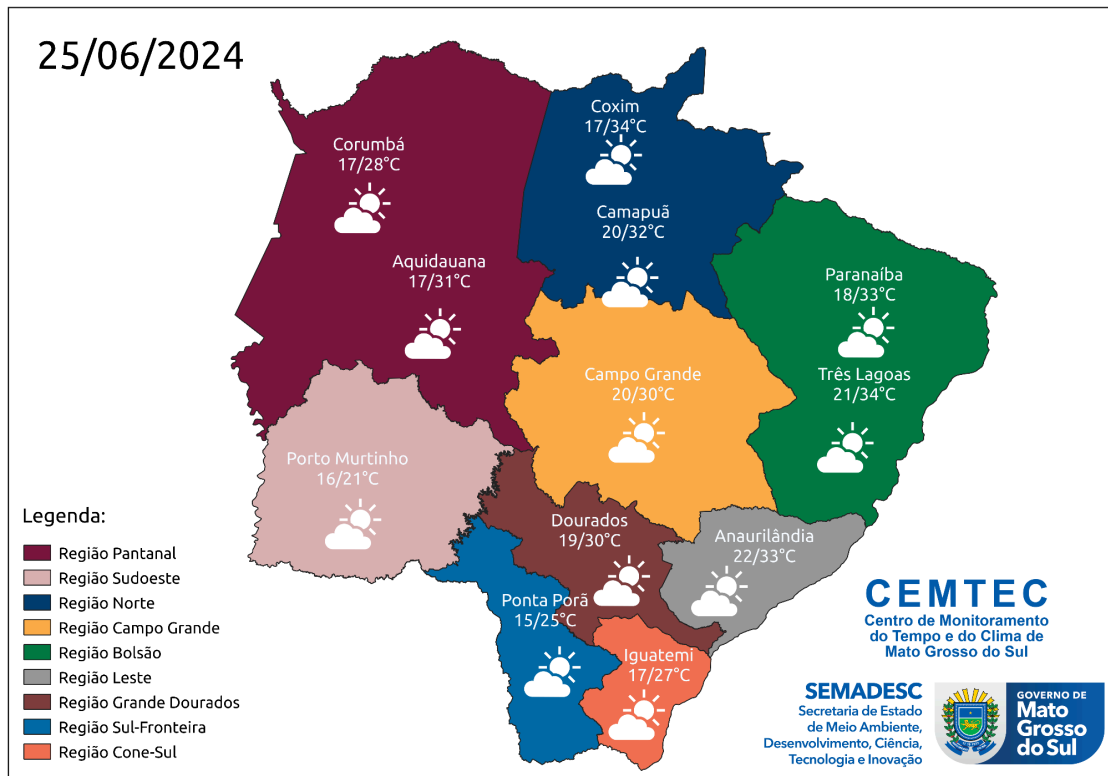 25/06/2024
Coxim
17/34°C
Corumbá
17/28°C
Camapuã
20/32°C
Aquidauana
17/31°C
Paranaíba
18/33°C
Campo Grande
20/30°C
Três Lagoas
21/34°C
Porto Murtinho
16/21°C
Dourados
19/30°C
Anaurilândia
22/33°C
Ponta Porã
15/25°C
Iguatemi
17/27°C
Legenda:
Região Pantanal
Região Sudoeste
Região Norte
Região Campo Grande
Região Bolsão
Região Leste
Região Grande Dourados
Região Sul-Fronteira
Região Cone-Sul
CEMTEC
Centro de Monitoramento
do Tempo e do Clima de
Mato Grosso do Sul
SEMADESC
Secretaria de Estado
de Meio Ambiente,
Desenvolvimento, Ciência,
Tecnologia e Inovação
GOVERNO DE
Mato
Grosso
do Sul